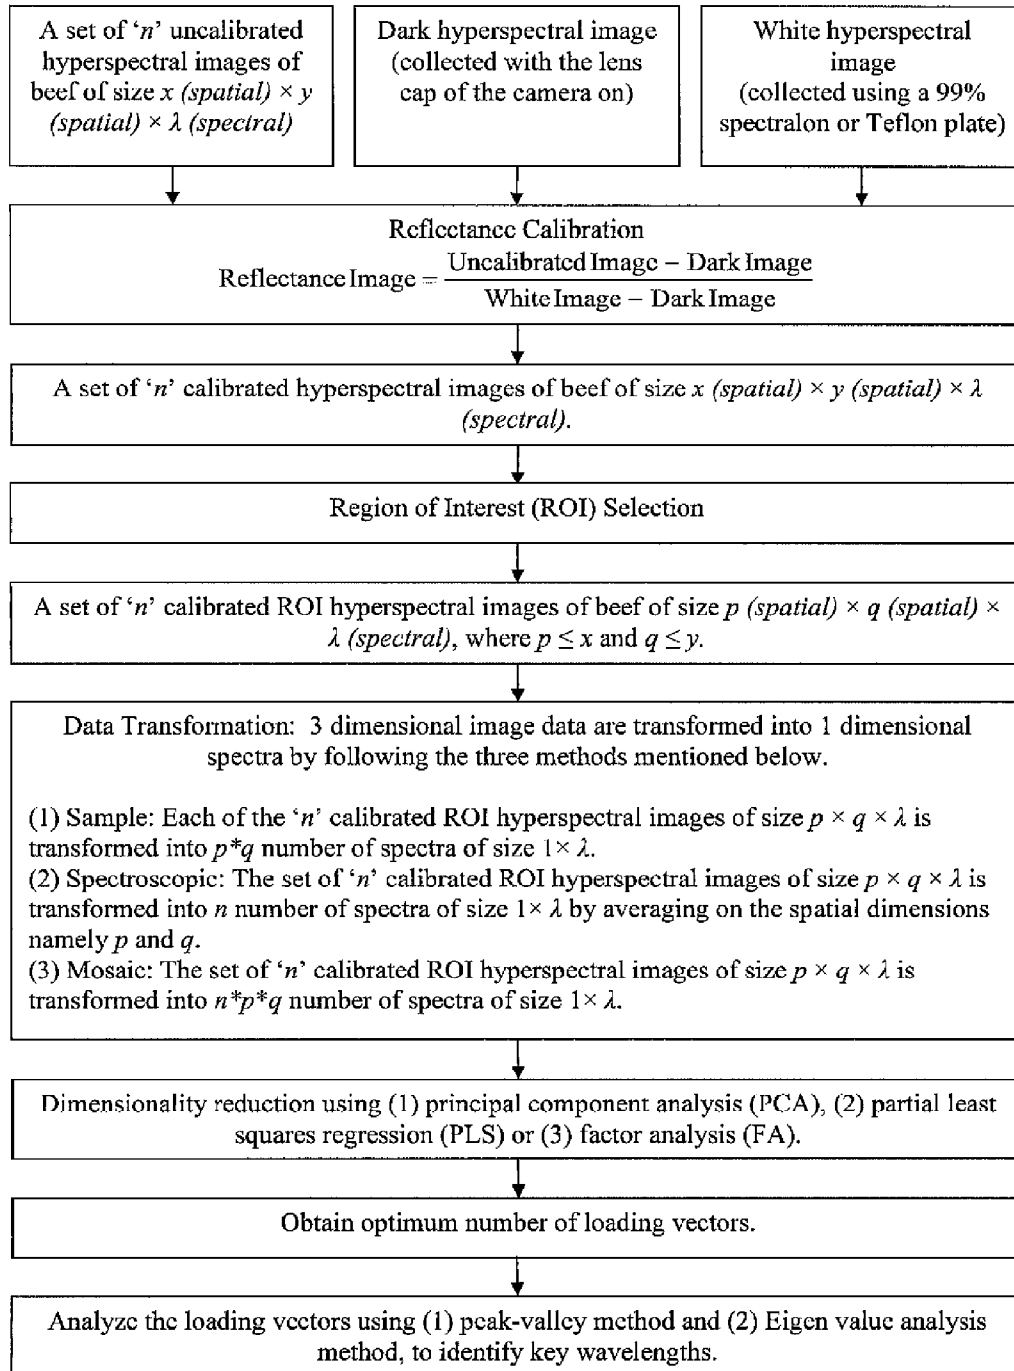 A set of ‘n’ uncalibrated
hyperspectral images of
beef of size x (spatial) × y
(spatial) × λ (spectral)
Dark hyperspectral image
(collected with the lens
cap of the camera on)
White hyperspectral
image
(collected using a 99%
spectralon or Teflon plate)
Reflectance Calibration
Reflectance Image = Uncalibrated Image − Dark Image
White Image − Dark Image
A set of ‘n’ calibrated hyperspectral images of beef of size x (spatial) × y (spatial) × λ
(spectral).
Region of Interest (ROI) Selection
A set of ‘n’ calibrated ROI hyperspectral images of beef of size p (spatial) × q (spatial) ×
λ (spectral), where p ≤ x and q ≤ y.
Data Transformation: 3 dimensional image data are transformed into 1 dimensional
spectra by following the three methods mentioned below.
(1) Sample: Each of the ‘n’ calibrated ROI hyperspectral images of size p × q × λ is
transformed into p*q number of spectra of size 1× λ.
(2) Spectroscopic: The set of ‘n’ calibrated ROI hyperspectral images of size p × q × λ is
transformed into n number of spectra of size 1× λ by averaging on the spatial dimensions
namely p and q.
(3) Mosaic: The set of ‘n’ calibrated ROI hyperspectral images of size p × q × λ is
transformed into n*p*q number of spectra of size 1× λ.
Dimensionality reduction using (1) principal component analysis (PCA), (2) partial least
squares regression (PLS) or (3) factor analysis (FA).
Obtain optimum number of loading vectors.
Analyze the loading vectors using (1) peak-valley method and (2) Eigen value analysis
method, to identify key wavelengths.